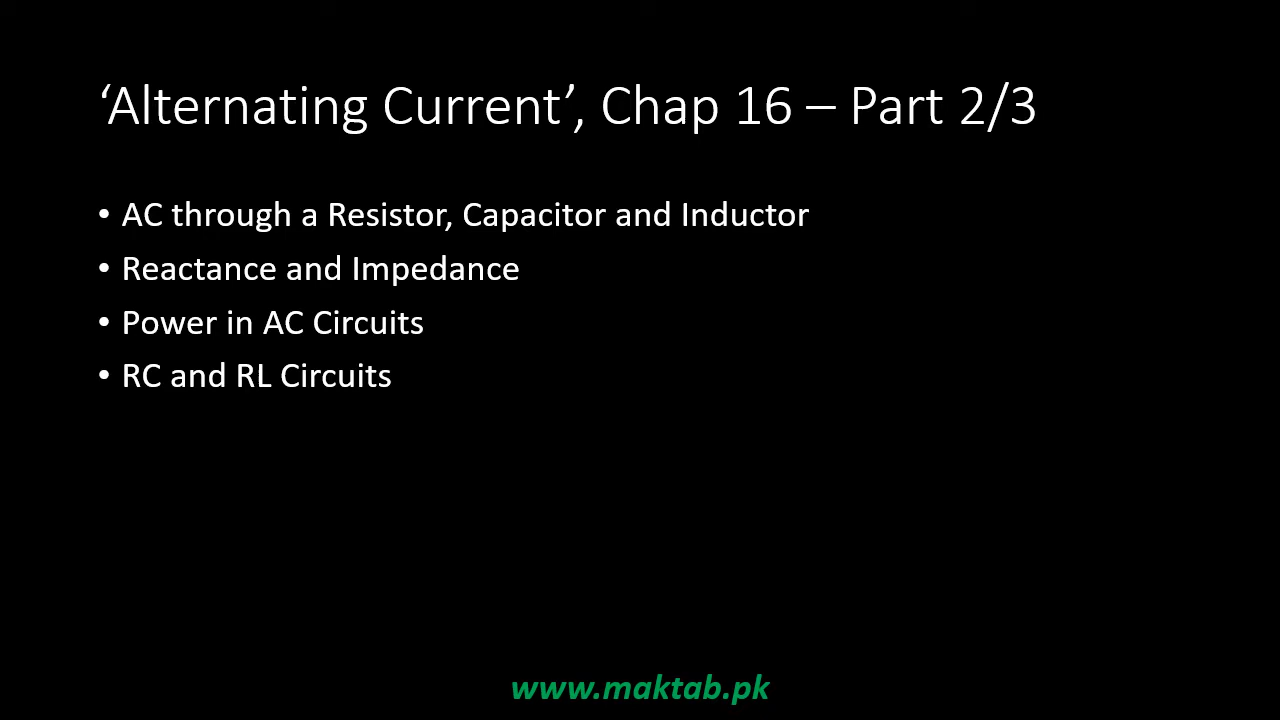 ‘Alternating Current’, Chap 16 – Part 2/3
• AC through a Resistor, Capacitor and Inductor
• Reactance and Impedance
• Power in AC Circuits
• RC and RL Circuits
www.maktab.pk